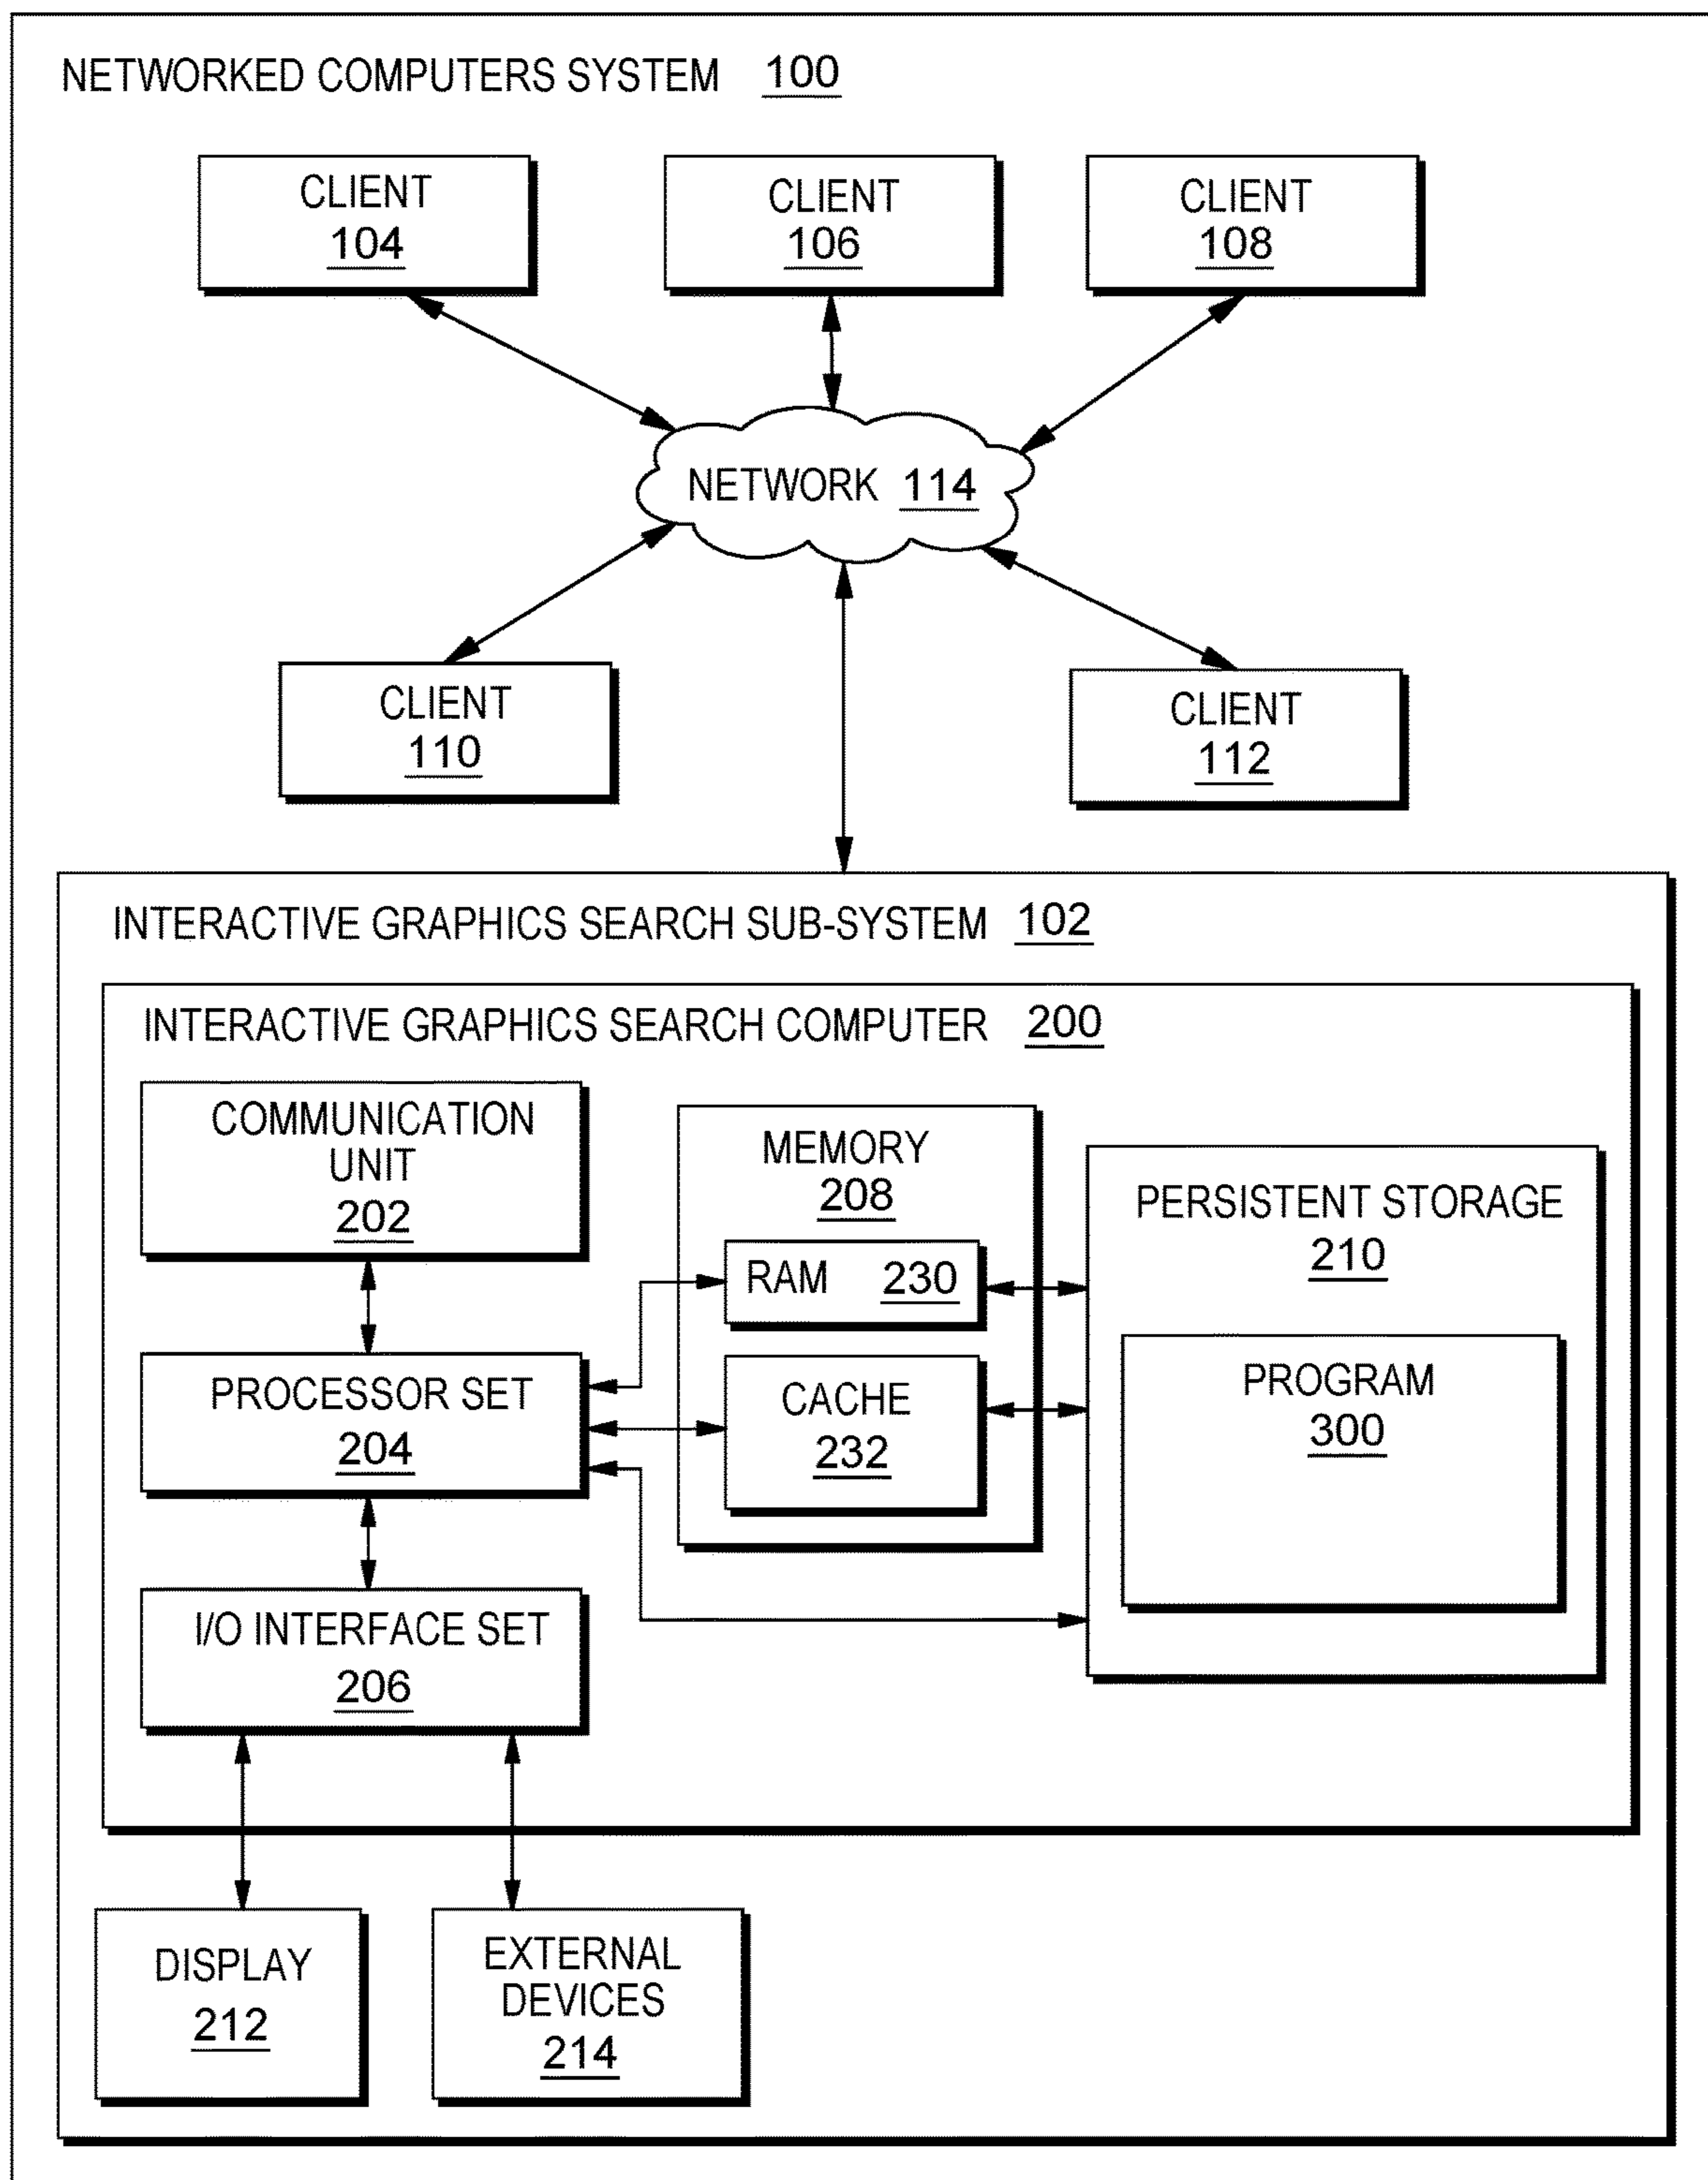 NETWORKED COMPUTERS SYSTEM 100
CLIENT
104
CLIENT
106
CLIENT
108
NETWORK 114
CLIENT
110
CLIENT
112
INTERACTIVE GRAPHICS SEARCH SUB-SYSTEM 102
INTERACTIVE GRAPHICS SEARCH COMPUTER 200
COMMUNICATION
UNIT
202
MEMORY
208
PERSISTENT STORAGE
210
RAM 230
PROCESSOR SET
204
CACHE
232
PROGRAM
300
I/O INTERFACE SET
206
DISPLAY
212
EXTERNAL
DEVICES
214